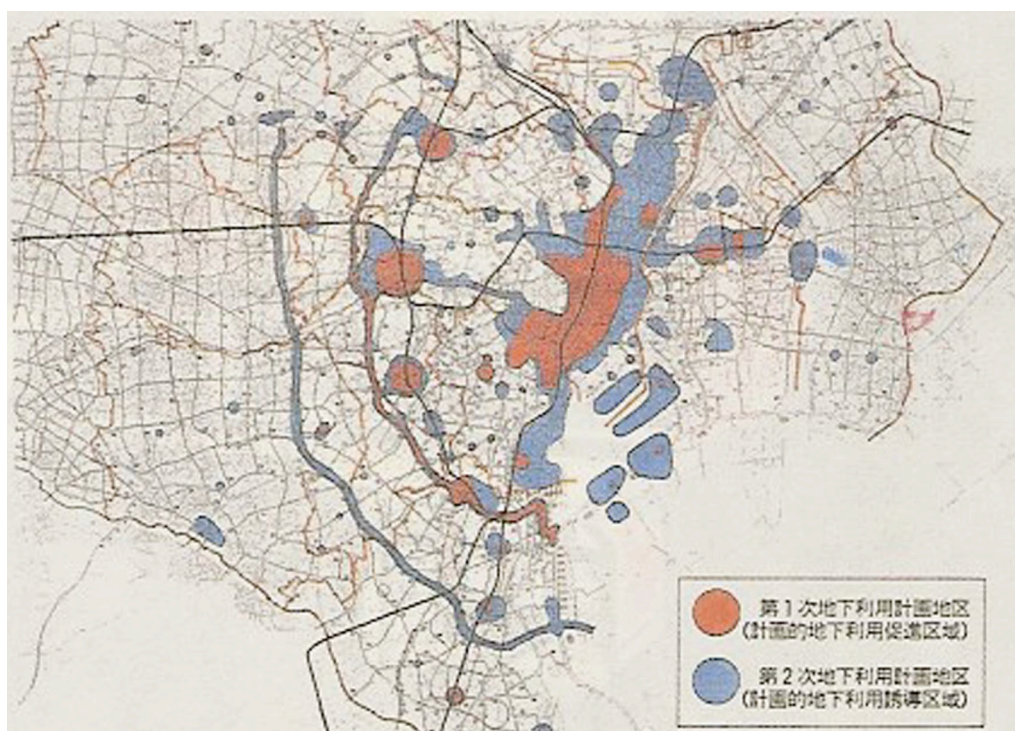 第1次地下利用計画地区
(計画的地下利用促進区域)
第2次地下利用計画地区
(計画的地下利用誘導区域)